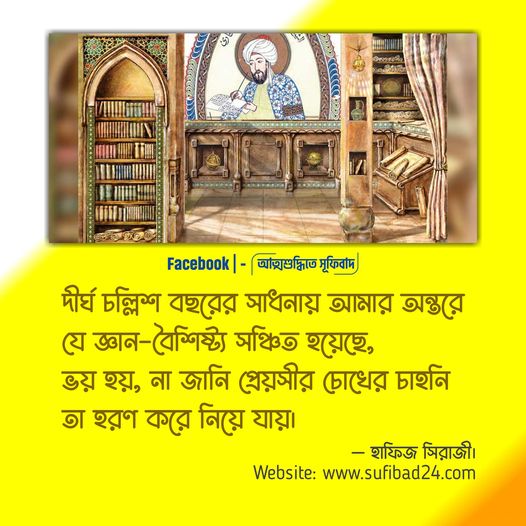 Facebook | - আত্মশুদ্ধিতে সূফিবাদ
দীর্ঘ চল্লিশ বছরের সাধনায় আমার অন্তরে
যে জ্ঞান-বৈশিষ্ট্য সঞ্চিত হয়েছে,
ভয় হয়, না জানি প্রেয়সীর চোখের চাহনি
তা হরণ করে নিয়ে যায়।
– হাফিজ সিরাজী।
Website: www.sufibad24.com